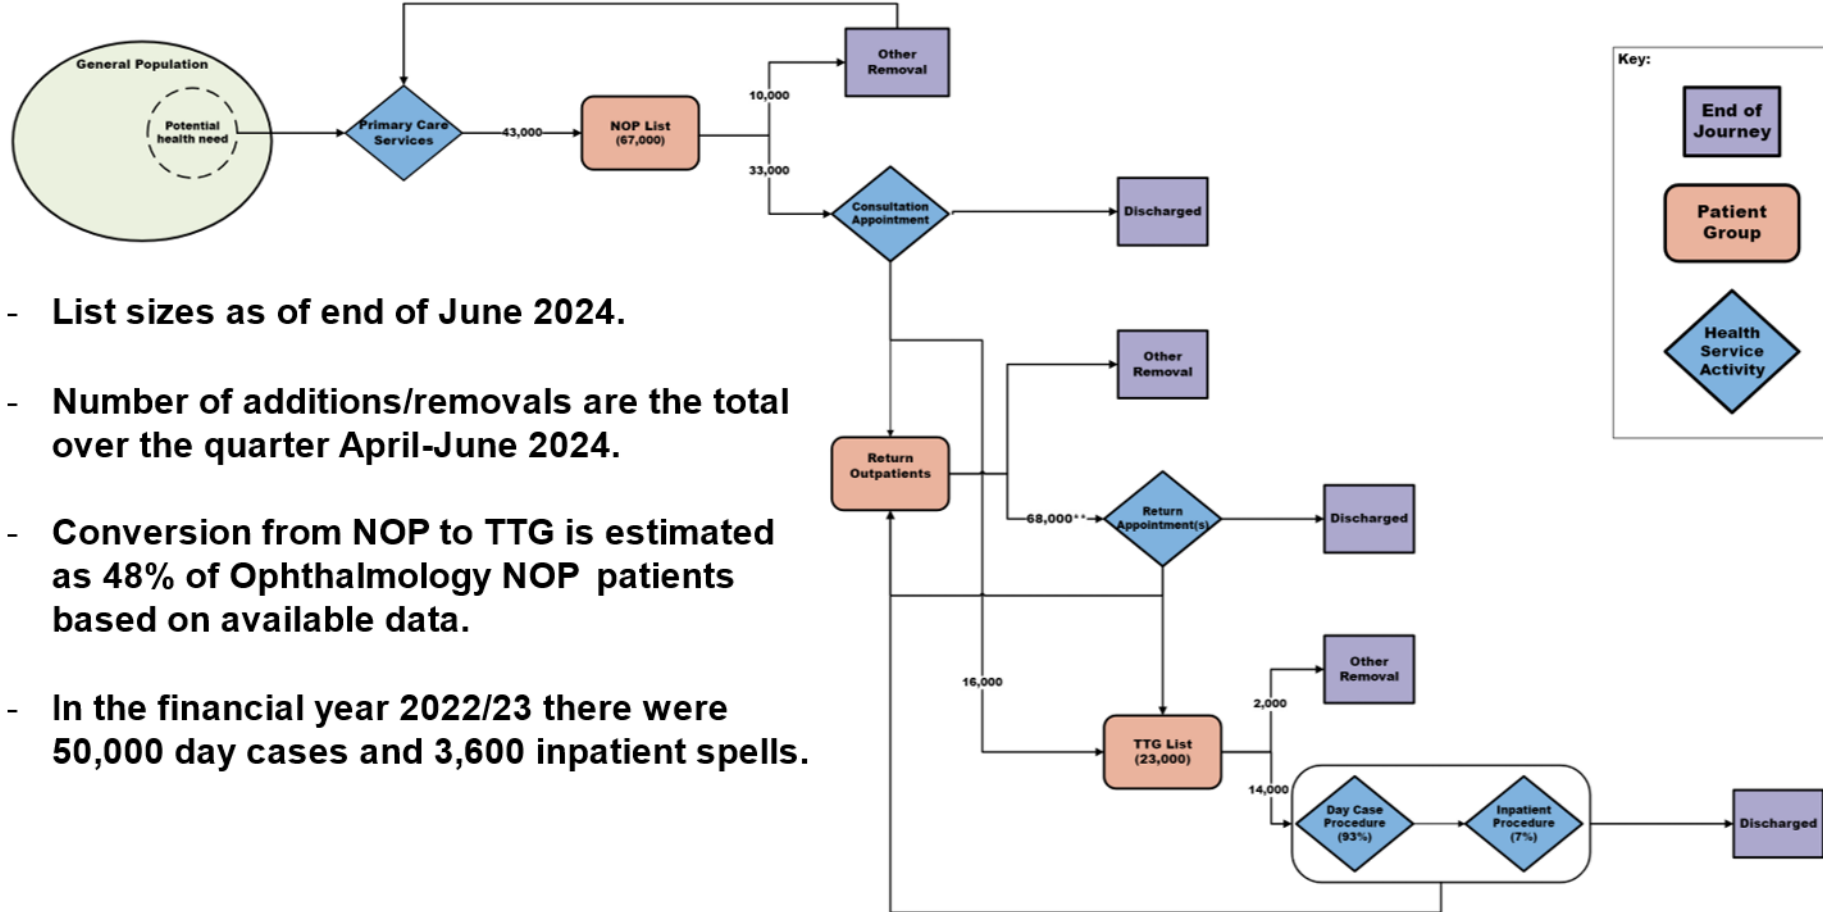 General Population
Potential
health need
Primary Care
Services
43,000
NOP List
(67,000)
10,000
33,000
Other
Removal
Consultation
Appointment
Discharged
Key:
End of
Journey
Patient
Group
Health
Service
Activity
- List sizes as of end of June 2024.
- Number of additions/removals are the total
over the quarter April-June 2024.
- Conversion from NOP to TTG is estimated
as 48% of Ophthalmology NOP patients
based on available data.
- In the financial year 2022/23 there were
50,000 day cases and 3,600 inpatient spells.
Other
Removal
Return
Outpatients
68,000**
Return
Appointment(s)
Discharged
16,000
TTG List
(23,000)
2,000
14,000
Other
Removal
Day Case
Procedure
(93%)
Inpatient
Procedure
(7%)
Discharged